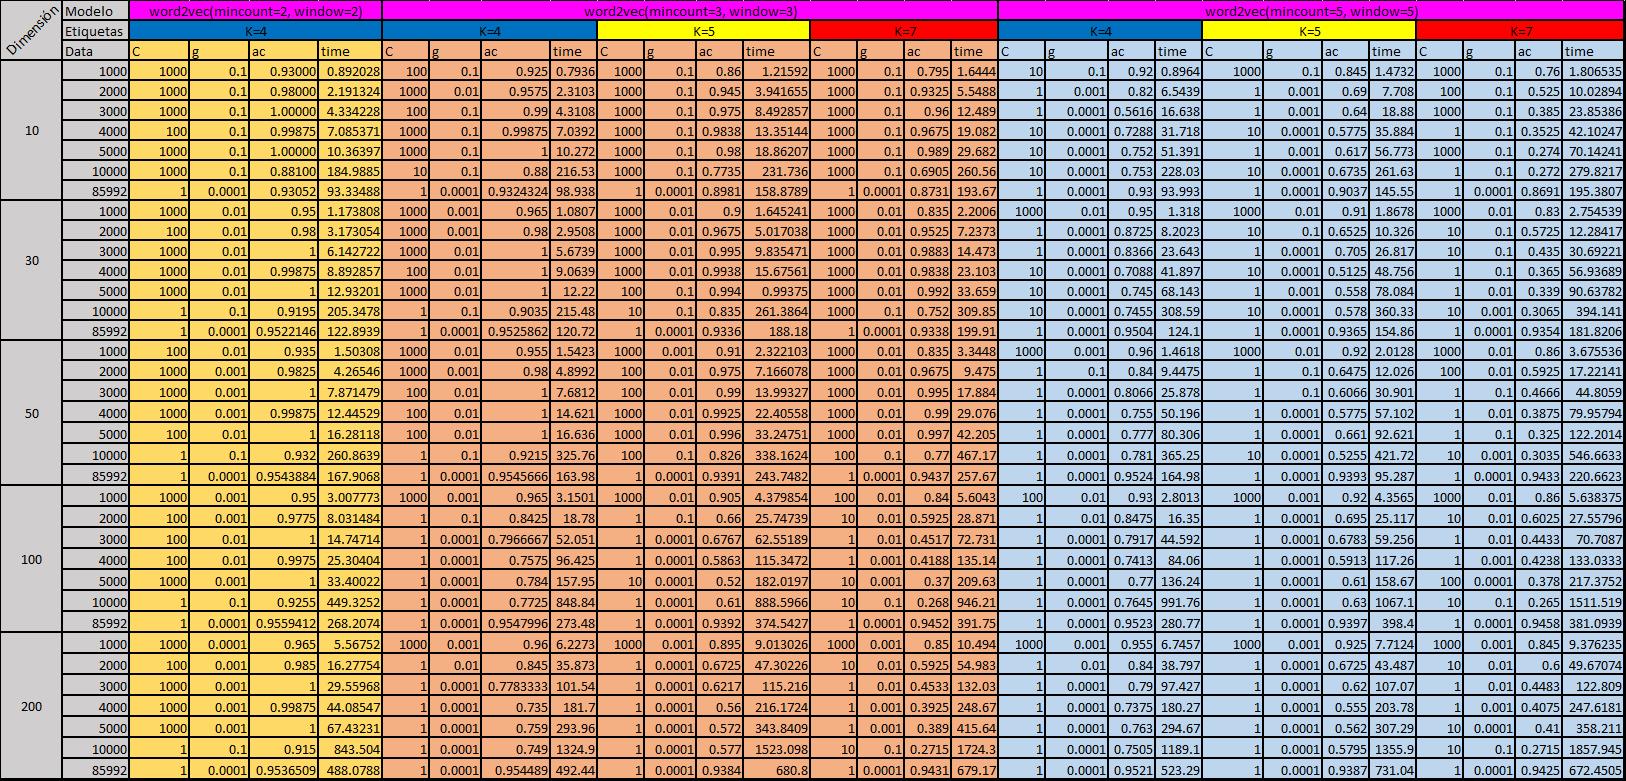 Dimensión Modelo word2vec(mincount=2, window=2) word2vec(mincount=3, window=3) word2vec(mincount=5, window=5)
Etiquetas K=4 K=4 K=5 K=7 K=4 K=5 K=7
Data C g ac time C g ac time C g ac time C g ac time C g ac time C g ac time C g ac time
1000 1000 0.1 0.93000 0.892028 100 0.1 0.925 0.7936 1000 0.1 0.86 1.21592 1000 0.1 0.795 1.6444 10 0.1 0.92 0.8964 1000 0.1 0.845 1.4732 1000 0.1 0.76 1.806535
2000 1000 0.1 0.98000 2.191324 1000 0.01 0.9575 2.3103 1000 0.1 0.945 3.941655 1000 0.1 0.9325 5.5488 1 0.001 0.82 6.5439 1 0.001 0.69 7.708 100 0.1 0.525 10.02894
3000 1000 0.1 1.00000 4.334228 1000 0.1 0.99 4.3108 1000 0.1 0.975 8.492857 1000 0.1 0.96 12.489 1 0.0001 0.5616 16.638 1 0.001 0.64 18.88 1000 0.1 0.385 23.85386
10 4000 100 0.1 0.99875 7.085371 1000 0.1 0.99875 7.0392 1000 0.1 0.9838 13.35144 1000 0.1 0.9675 19.082 10 0.0001 0.7288 31.718 10 0.0001 0.5775 35.884 1 0.1 0.3525 42.10247
5000 1000 0.1 1.00000 10.36397 1000 0.1 1 10.272 1000 0.1 0.98 18.86207 1000 0.1 0.989 29.682 10 0.0001 0.752 51.391 10 0.0001 0.617 56.773 1000 0.1 0.274 70.14241
10000 1000 0.1 0.88100 184.9885 10 0.1 0.88 216.53 1000 0.1 0.7735 231.736 1000 0.1 0.6905 260.56 10 0.0001 0.753 228.03 10 0.0001 0.6735 261.63 1 0.1 0.272 279.8217
85992 1 0.0001 0.93052 93.33488 1 0.0001 0.9324324 98.938 1 0.0001 0.8981 158.8789 1 0.0001 0.8731 193.67 1 0.0001 0.93 93.993 1 0.0001 0.9037 145.55 1 0.0001 0.8691 195.3807
1000 1000 0.01 0.95 1.173808 1000 0.001 0.965 1.0807 1000 0.01 0.9 1.645241 1000 0.01 0.835 2.2006 1000 0.01 0.95 1.318 1000 0.01 0.91 1.8678 1000 0.01 0.83 2.754539
2000 100 0.01 0.98 3.173054 1000 0.001 0.98 2.9508 1000 0.01 0.9675 5.017038 1000 0.01 0.9525 7.2373 1 0.0001 0.8725 8.2023 10 0.1 0.6525 10.326 10 0.1 0.5725 12.28417
3000 1000 0.01 1 6.142722 100 0.01 1 5.6739 1000 0.01 0.995 9.835471 1000 0.01 0.9883 14.473 1 0.0001 0.8366 23.643 1 0.0001 0.705 26.817 10 0.1 0.435 30.69221
30 4000 1000 0.01 0.99875 8.892857 100 0.01 1 9.0639 1000 0.01 0.9938 15.67561 1000 0.01 0.9838 23.103 10 0.0001 0.7088 41.897 10 0.0001 0.5125 48.756 1 0.1 0.365 56.93689
5000 1000 0.01 1 12.93201 1000 0.01 1 12.22 100 0.1 0.994 0.99375 1000 0.01 0.992 33.659 10 0.0001 0.745 68.143 1 0.0001 0.558 78.084 1 0.1 0.339 90.63782
10000 1 0.1 0.9195 205.3478 1 0.1 0.9035 215.48 10 0.1 0.835 261.3864 1000 0.1 0.752 309.85 10 0.0001 0.7455 308.59 10 0.0001 0.578 360.33 10 0.001 0.3065 394.141
85992 1 0.0001 0.9522146 122.8939 1 0.0001 0.9525862 120.72 1 0.0001 0.9336 188.18 1 0.0001 0.9338 199.91 1 0.0001 0.9504 124.1 1 0.0001 0.9365 154.86 1 0.001 0.9354 181.8206
1000 100 0.01 0.935 1.50308 1000 0.01 0.955 1.5423 1000 0.001 0.91 2.322103 1000 0.01 0.835 3.3448 1000 0.001 0.96 1.4618 1000 0.01 0.92 2.0128 1000 0.01 0.86 3.675536
2000 1000 0.01 0.9825 4.26546 1000 0.01 0.98 4.8992 100 0.01 0.975 7.166078 1000 0.01 0.9675 9.475 1 0.1 0.84 9.4475 1 0.1 0.6475 12.026 100 0.01 0.5925 17.22141
3000 1000 0.01 1 7.871479 100 0.01 1 7.6812 100 0.01 0.99 13.99327 1000 0.01 0.995 17.884 1 0.0001 0.8066 25.878 1 0.1 0.6066 30.901 1 0.1 0.4666 44.8059
50 4000 1000 0.01 0.99875 12.44529 100 0.01 1 14.621 1000 0.01 0.9925 22.40558 1000 0.01 0.99 29.076 1 0.0001 0.755 50.196 1 0.0001 0.5775 57.102 1 0.01 0.3875 79.95794
5000 100 0.01 1 16.28118 100 0.01 1 16.636 1000 0.01 0.996 33.24751 1000 0.01 0.997 42.205 1 0.0001 0.777 80.306 1 0.0001 0.661 92.621 1 0.1 0.325 122.2014
10000 1 0.1 0.932 260.8639 1 0.1 0.9215 325.76 100 0.1 0.826 338.1624 100 0.1 0.77 467.17 1 0.0001 0.781 365.25 10 0.0001 0.5255 421.72 10 0.001 0.3035 546.6633
85992 1 0.0001 0.9543884 167.9068 1 0.0001 0.9545666 163.98 1 0.0001 0.9391 243.7482 1 0.0001 0.9437 257.67 1 0.0001 0.9524 164.98 1 0.0001 0.9393 95.287 1 0.0001 0.9433 220.6623
1000 1000 0.001 0.95 3.007773 1000 0.001 0.965 3.1501 1000 0.01 0.905 4.379854 100 0.01 0.84 5.6043 100 0.01 0.93 2.8013 1000 0.001 0.92 4.3565 1000 0.01 0.86 5.638375
2000 100 0.001 0.9775 8.031484 1 0.1 0.8425 18.78 1 0.1 0.66 25.74739 10 0.01 0.5925 28.871 1 0.01 0.8475 16.35 1 0.0001 0.695 25.117 10 0.01 0.6025 27.55796
3000 100 0.01 1 14.74714 1 0.0001 0.7966667 52.051 1 0.0001 0.6767 62.55189 1 0.01 0.4517 72.731 1 0.01 0.7917 44.592 1 0.0001 0.6783 59.256 1 0.01 0.4433 70.7087
100 4000 100 0.01 0.9975 25.30404 1 0.0001 0.7575 96.425 1 0.0001 0.5863 115.3472 1 0.001 0.4188 135.14 1 0.0001 0.7413 84.06 1 0.0001 0.5913 117.26 1 0.001 0.4238 133.0333
5000 1000 0.001 1 33.40022 1 0.0001 0.784 157.95 10 0.0001 0.52 182.0197 10 0.001 0.37 209.63 1 0.0001 0.77 136.24 1 0.0001 0.61 158.67 100 0.0001 0.378 217.3752
10000 1 0.1 0.9255 449.3252 1 0.0001 0.7725 848.84 1 0.0001 0.61 888.5966 10 0.1 0.268 946.21 1 0.0001 0.7645 991.76 1 0.0001 0.63 1067.1 10 0.1 0.265 1511.519
85992 1 0.0001 0.9559412 268.2074 1 0.0001 0.9547996 273.48 1 0.0001 0.9392 374.5427 1 0.0001 0.9452 391.75 1 0.0001 0.9523 280.77 1 0.0001 0.9397 398.4 1 0.0001 0.9458 381.0939
1000 1000 0.001 0.965 5.56752 1000 0.001 0.96 6.2273 1000 0.001 0.895 9.013026 1000 0.01 0.85 10.494 1000 0.001 0.955 6.7457 1000 0.001 0.925 7.7124 1000 0.001 0.845 9.376235
2000 100 0.001 0.985 16.27754 1 0.01 0.845 35.873 1 0.0001 0.6725 47.30226 10 0.01 0.5925 54.983 1 0.01 0.84 38.797 1 0.0001 0.6725 43.487 10 0.01 0.6 49.67074
3000 1000 0.001 1 29.55968 1 0.0001 0.7783333 101.54 1 0.0001 0.6217 115.216 1 0.01 0.4533 132.03 1 0.0001 0.79 97.427 1 0.0001 0.62 107.07 1 0.01 0.4483 122.809
200 4000 1000 0.001 0.99875 44.08547 1 0.0001 0.735 181.7 1 0.0001 0.56 216.1724 1 0.001 0.3925 248.67 1 0.0001 0.7375 180.27 1 0.0001 0.555 203.78 1 0.001 0.4075 247.6181
5000 1000 0.001 1 67.43231 1 0.0001 0.759 293.96 1 0.0001 0.572 343.8409 1 0.001 0.389 415.64 1 0.0001 0.763 294.67 1 0.0001 0.562 307.29 10 0.0001 0.41 358.211
10000 1 0.1 0.915 843.504 1 0.0001 0.749 1324.9 1 0.0001 0.577 1523.098 10 0.1 0.2715 1724.3 1 0.0001 0.7505 1189.1 1 0.0001 0.5795 1355.9 10 0.1 0.2715 1857.945
85992 1 0.0001 0.9536509 488.0788 1 0.0001 0.954489 492.44 1 0.0001 0.9384 680.8 1 0.0001 0.9431 679.17 1 0.0001 0.9521 523.29 1 0.0001 0.9387 731.04 1 0.0001 0.9425 672.4505